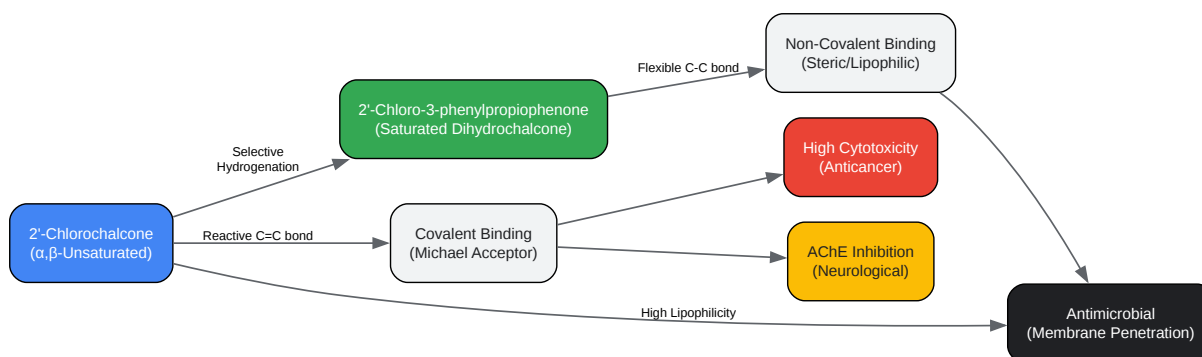 Non-Covalent Binding
(Steric/Lipophilic)
Flexible C-C bond
2'-Chloro-3-phenylpropiophenone
(Saturated Dihydrochalcone)
High Cytotoxicity
(Anticancer)
Selective
Hydrogenation
2'-Chlorochalcone
(α,β-Unsaturated)
Reactive C=C bond
Covalent Binding
(Michael Acceptor)
AChE Inhibition
(Neurological)
High Lipophilicity
Antimicrobial
(Membrane Penetration)